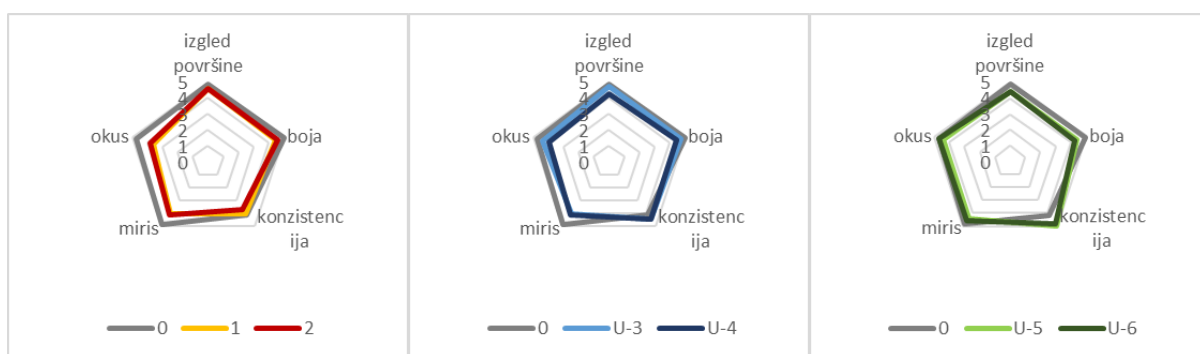 izgled
površine
5
4
3
2
1
0
boja
konzistenc
ija
miris
okus
0 1 2
izgled
površine
5
4
3
2
1
0
boja
konzistenc
ija
miris
okus
0 U-3 U-4
izgled
površine
5
4
3
2
1
0
boja
konzistenc
ija
miris
okus
0 U-5 U-6